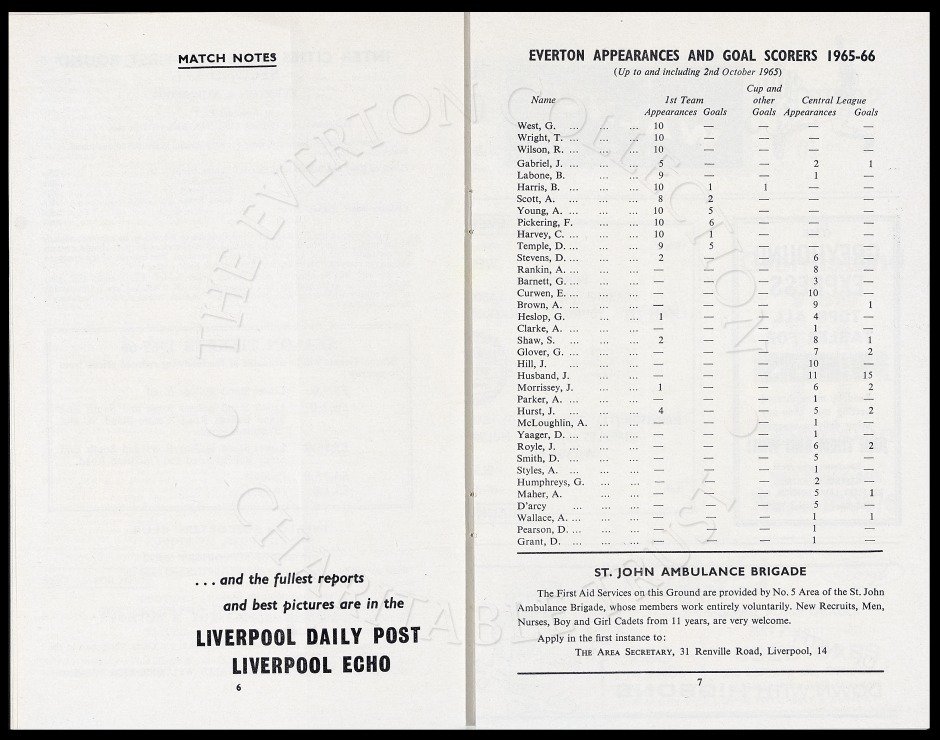 MATCH NOTES
... and the fullest reports
and best pictures are in the
LIVERPOOL DAILY POST
LIVERPOOL ECHO
6
EVERTON APPEARANCES AND GOAL SCORERS 1965-66
(Up to and including 2nd October 1965)
Name 1st Team Cup and other Central League
Appearances Goals Goals Appearances Goals
West, G. ... ... ... 10 — — — —
Wright, T. ... ... ... 10 — — — —
Wilson, R. ... ... ... 10 — — — —
Gabriel, J. ... ... ... 5 — — 2 1
Labone, B. ... ... 9 — — 1 —
Harris, B. ... ... ... 10 1 1 — —
Scott, A. ... ... ... 8 2 — — —
Young, A. ... ... ... 10 5 — — —
Pickering, F. ... ... 10 6 — — —
Harvey, C. ... ... ... 10 1 — — —
Temple, D. ... ... ... 9 5 — — —
Stevens, D. ... ... ... 2 — — 6 —
Rankin, A. ... ... ... — — — 8 —
Barnett, G. ... ... ... — — — 3 —
Curwen, E. ... ... ... — — — 10 —
Brown, A. ... ... ... — — — 9 1
Heslop, G. ... ... ... 1 — — 4 —
Clarke, A. ... ... ... — — — 1 —
Shaw, S. ... ... ... 2 — — 8 1
Glover, G. ... ... ... — — — 7 2
Hill, J. ... ... ... — — — 10 —
Husband, J. ... ... — — — 11 15
Morrissey, J. ... ... 1 — — 6 2
Parker, A. ... ... ... — — — 1 —
Hurst, J. ... ... ... 4 — — 5 2
McLoughlin, A. ... ... — — — 1 —
Yaager, D. ... ... ... — — — 1 —
Royle, J. ... ... ... — — — 6 2
Smith, D. ... ... ... — — — 5 —
Styles, A. ... ... ... — — — 1 —
Humphreys, G. ... ... — — — 2 —
Maher, A. ... ... — — — 5 1
D'arcy ... ... ... — — — 5 —
Wallace, A. ... ... ... — — — 1 1
Pearson, D. ... ... ... — — — 1 —
Grant, D. ... ... ... — — — 1 —
ST. JOHN AMBULANCE BRIGADE
The First Aid Services on this Ground are provided by No. 5 Area of the St. John
Ambulance Brigade, whose members work entirely voluntarily. New Recruits, Men,
Nurses, Boy and Girl Cadets from 11 years, are very welcome.
Apply in the first instance to:
THE AREA SECRETARY, 31 Renville Road, Liverpool, 14
7
THE EVERTON COLLECTION
CHARITABLE TRUST